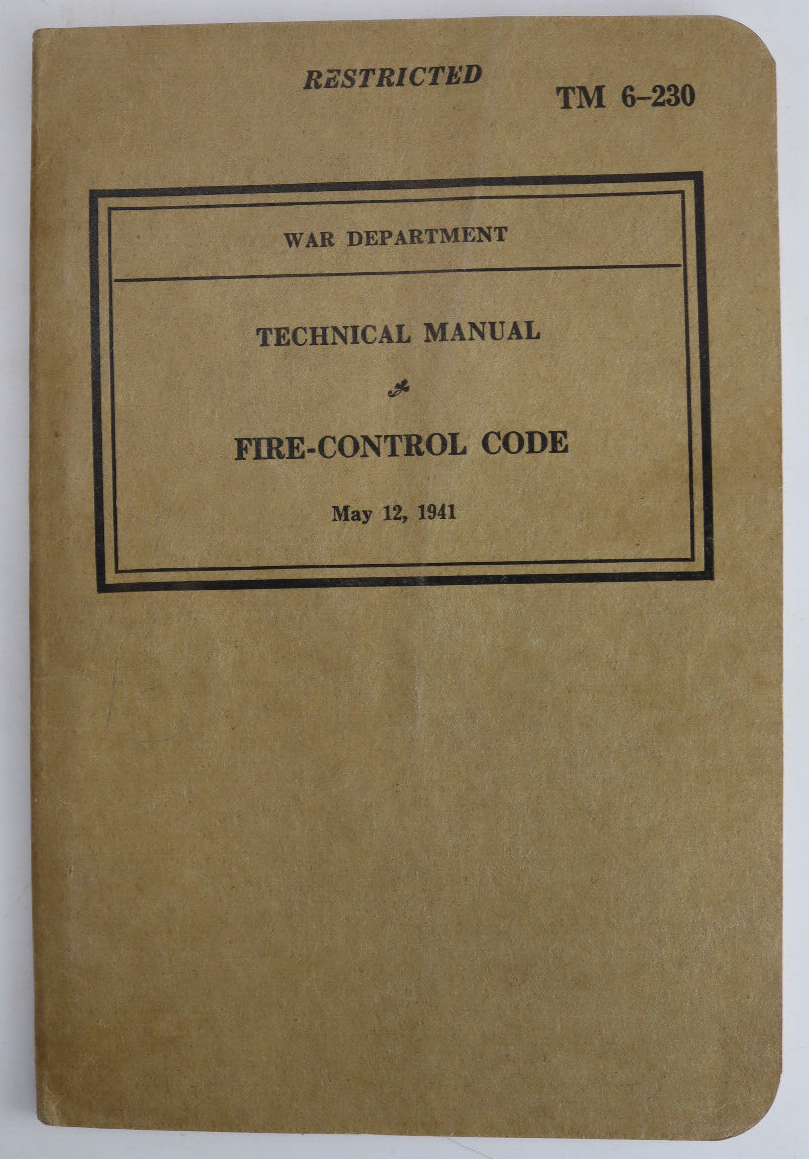 RESTRICTED
TM 6–230
WAR DEPARTMENT
TECHNICAL MANUAL
FIRE-CONTROL CODE
May 12, 1941